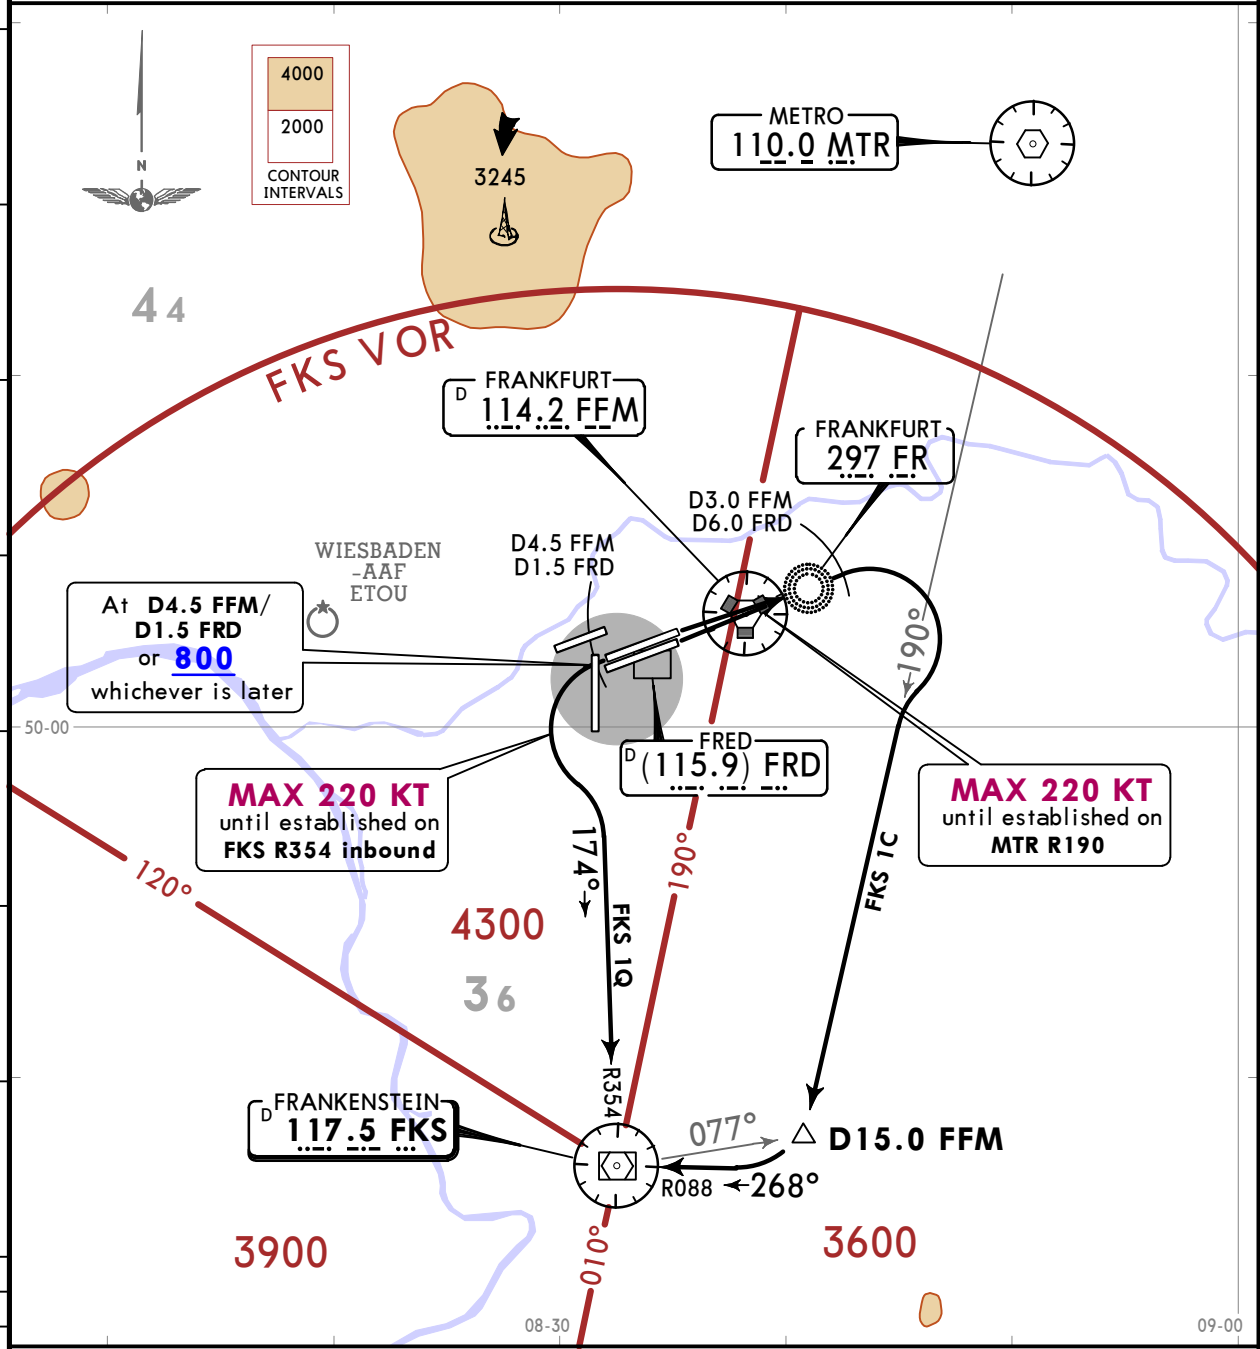 4000
2000
CONTOUR
INTERVALS
N
3245
METRO
110.0 MTR
44
FKS VOR
D
FRANKFURT
114.2 FFM
FRANKFURT
297 FR
D3.0 FFM
D6.0 FRD
D4.5 FFM
D1.5 FRD
WIESBADEN
-AAF
ETOU
At D4.5 FFM/
D1.5 FRD
or 800
whichever is later
190°
50-00
FRED
D (115.9) FRD
MAX 220 KT
until established on
FKS R354 inbound
MAX 220 KT
until established on
MTR R190
120°
174°
190°
FKS 1C
4300
FKS 1Q
36
R354
FRANKENSTEIN
D 117.5 FKS
077°
D15.0 FFM
R088
268°
3900
010°
3600
08-30
09-00